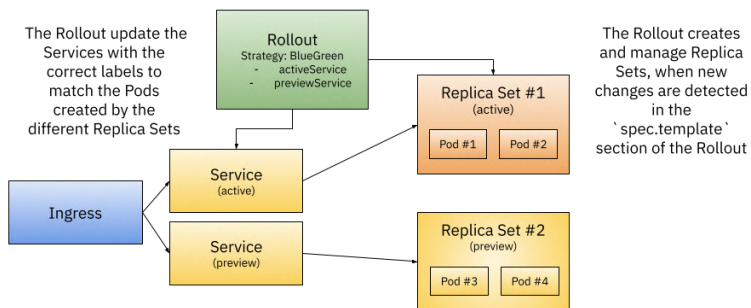 The Rollout update the
Services with the
correct labels to
match the Pods
created by the
different Replica Sets
Rollout
Strategy: BlueGreen
- activeService
- previewService
The Rollout creates
and manage Replica
Sets, when new
changes are detected
in the
`spec.template`
section of the Rollout
Replica Set #1
(active)
Pod #1
Pod #2
Service
(active)
Ingress
Service
(preview)
Replica Set #2
(preview)
Pod #3
Pod #4